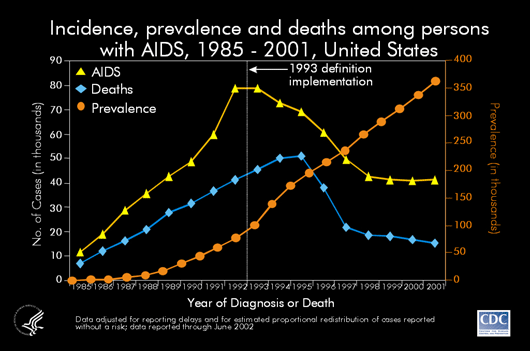 Incidence, prevalence and deaths among persons
with AIDS, 1985 - 2001, United States
90
80
70
60
50
40
30
20
10
0
No. of Cases (in thousands)
AIDS
Deaths
Prevalence
1993 definition
implementation
400
350
300
250
200
150
100
50
0
Prevalence (in thousands)
1985 1986 1987 1988 1989 1990 1991 1992 1993 1994 1995 1996 1997 1998 1999 2000 2001
Year of Diagnosis or Death
Data adjusted for reporting delays and for estimated proportional redistribution of cases reported
without a risk; data reported through June 2002
CDC